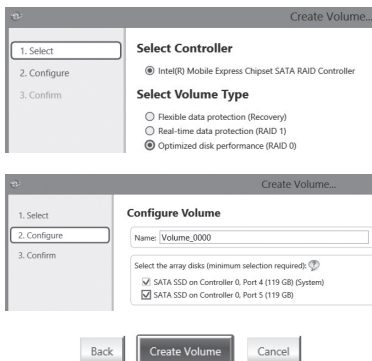 Create Volume...
1. Select
2. Configure
3. Confirm
Select Controller
Intel(R) Mobile Express Chipset SATA RAID Controller
Select Volume Type
Flexible data protection (Recovery)
Real-time data protection (RAID 1)
Optimized disk performance (RAID 0)
Create Volume...
1. Select
2. Configure
3. Confirm
Configure Volume
Name: Volume_0000
Select the array disks (minimum selection required): ?
SATA SSD on Controller 0, Port 4 (119 GB) (System)
SATA SSD on Controller 0, Port 5 (119 GB)
Back
Create Volume
Cancel